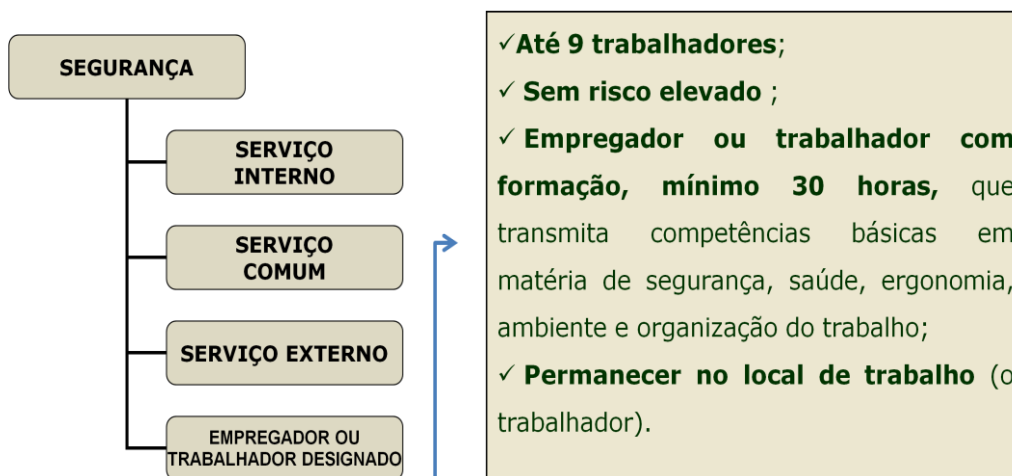 SEGURANÇA
SERVIÇO
INTERNO
SERVIÇO
COMUM
SERVIÇO EXTERNO
EMPREGADOR OU
TRABALHADOR DESIGNADO
✓Até 9 trabalhadores;
✓ Sem risco elevado ;
✓ Empregador ou trabalhador com
formação, mínimo 30 horas, que
transmita competências básicas em
matéria de segurança, saúde, ergonomia,
ambiente e organização do trabalho;
✓ Permanecer no local de trabalho (o
trabalhador).